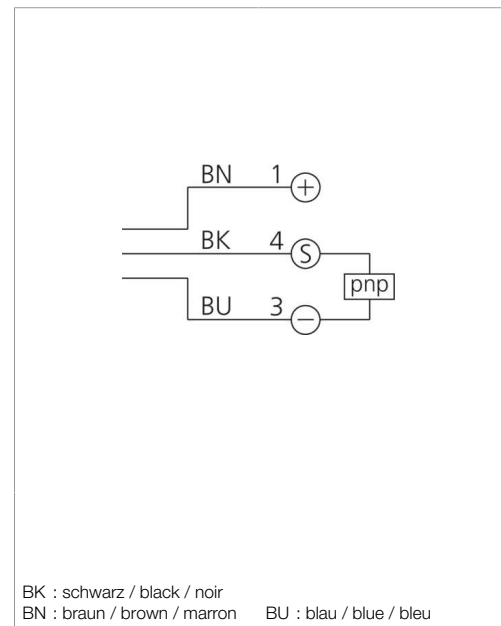 BN 1 +
BK 4 S
pnp
BU 3 −
BK : schwarz / black / noir
BN : braun / brown / marron BU : blau / blue / bleu